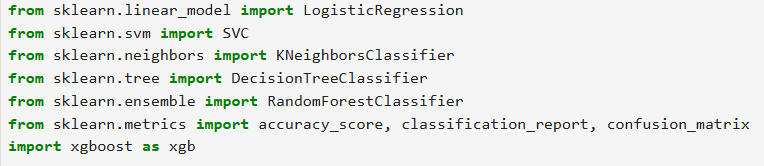 from sklearn.linear_model import LogisticRegression
from sklearn.svm import SVC
from sklearn.neighbors import KNeighborsClassifier
from sklearn.tree import DecisionTreeClassifier
from sklearn.ensemble import RandomForestClassifier
from sklearn.metrics import accuracy_score, classification_report, confusion_matrix
import xgboost as xgb